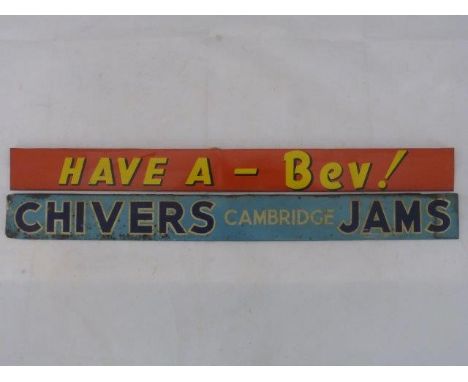 HAVE A - Bev!
CHIVERS CAMBRIDGE JAMS